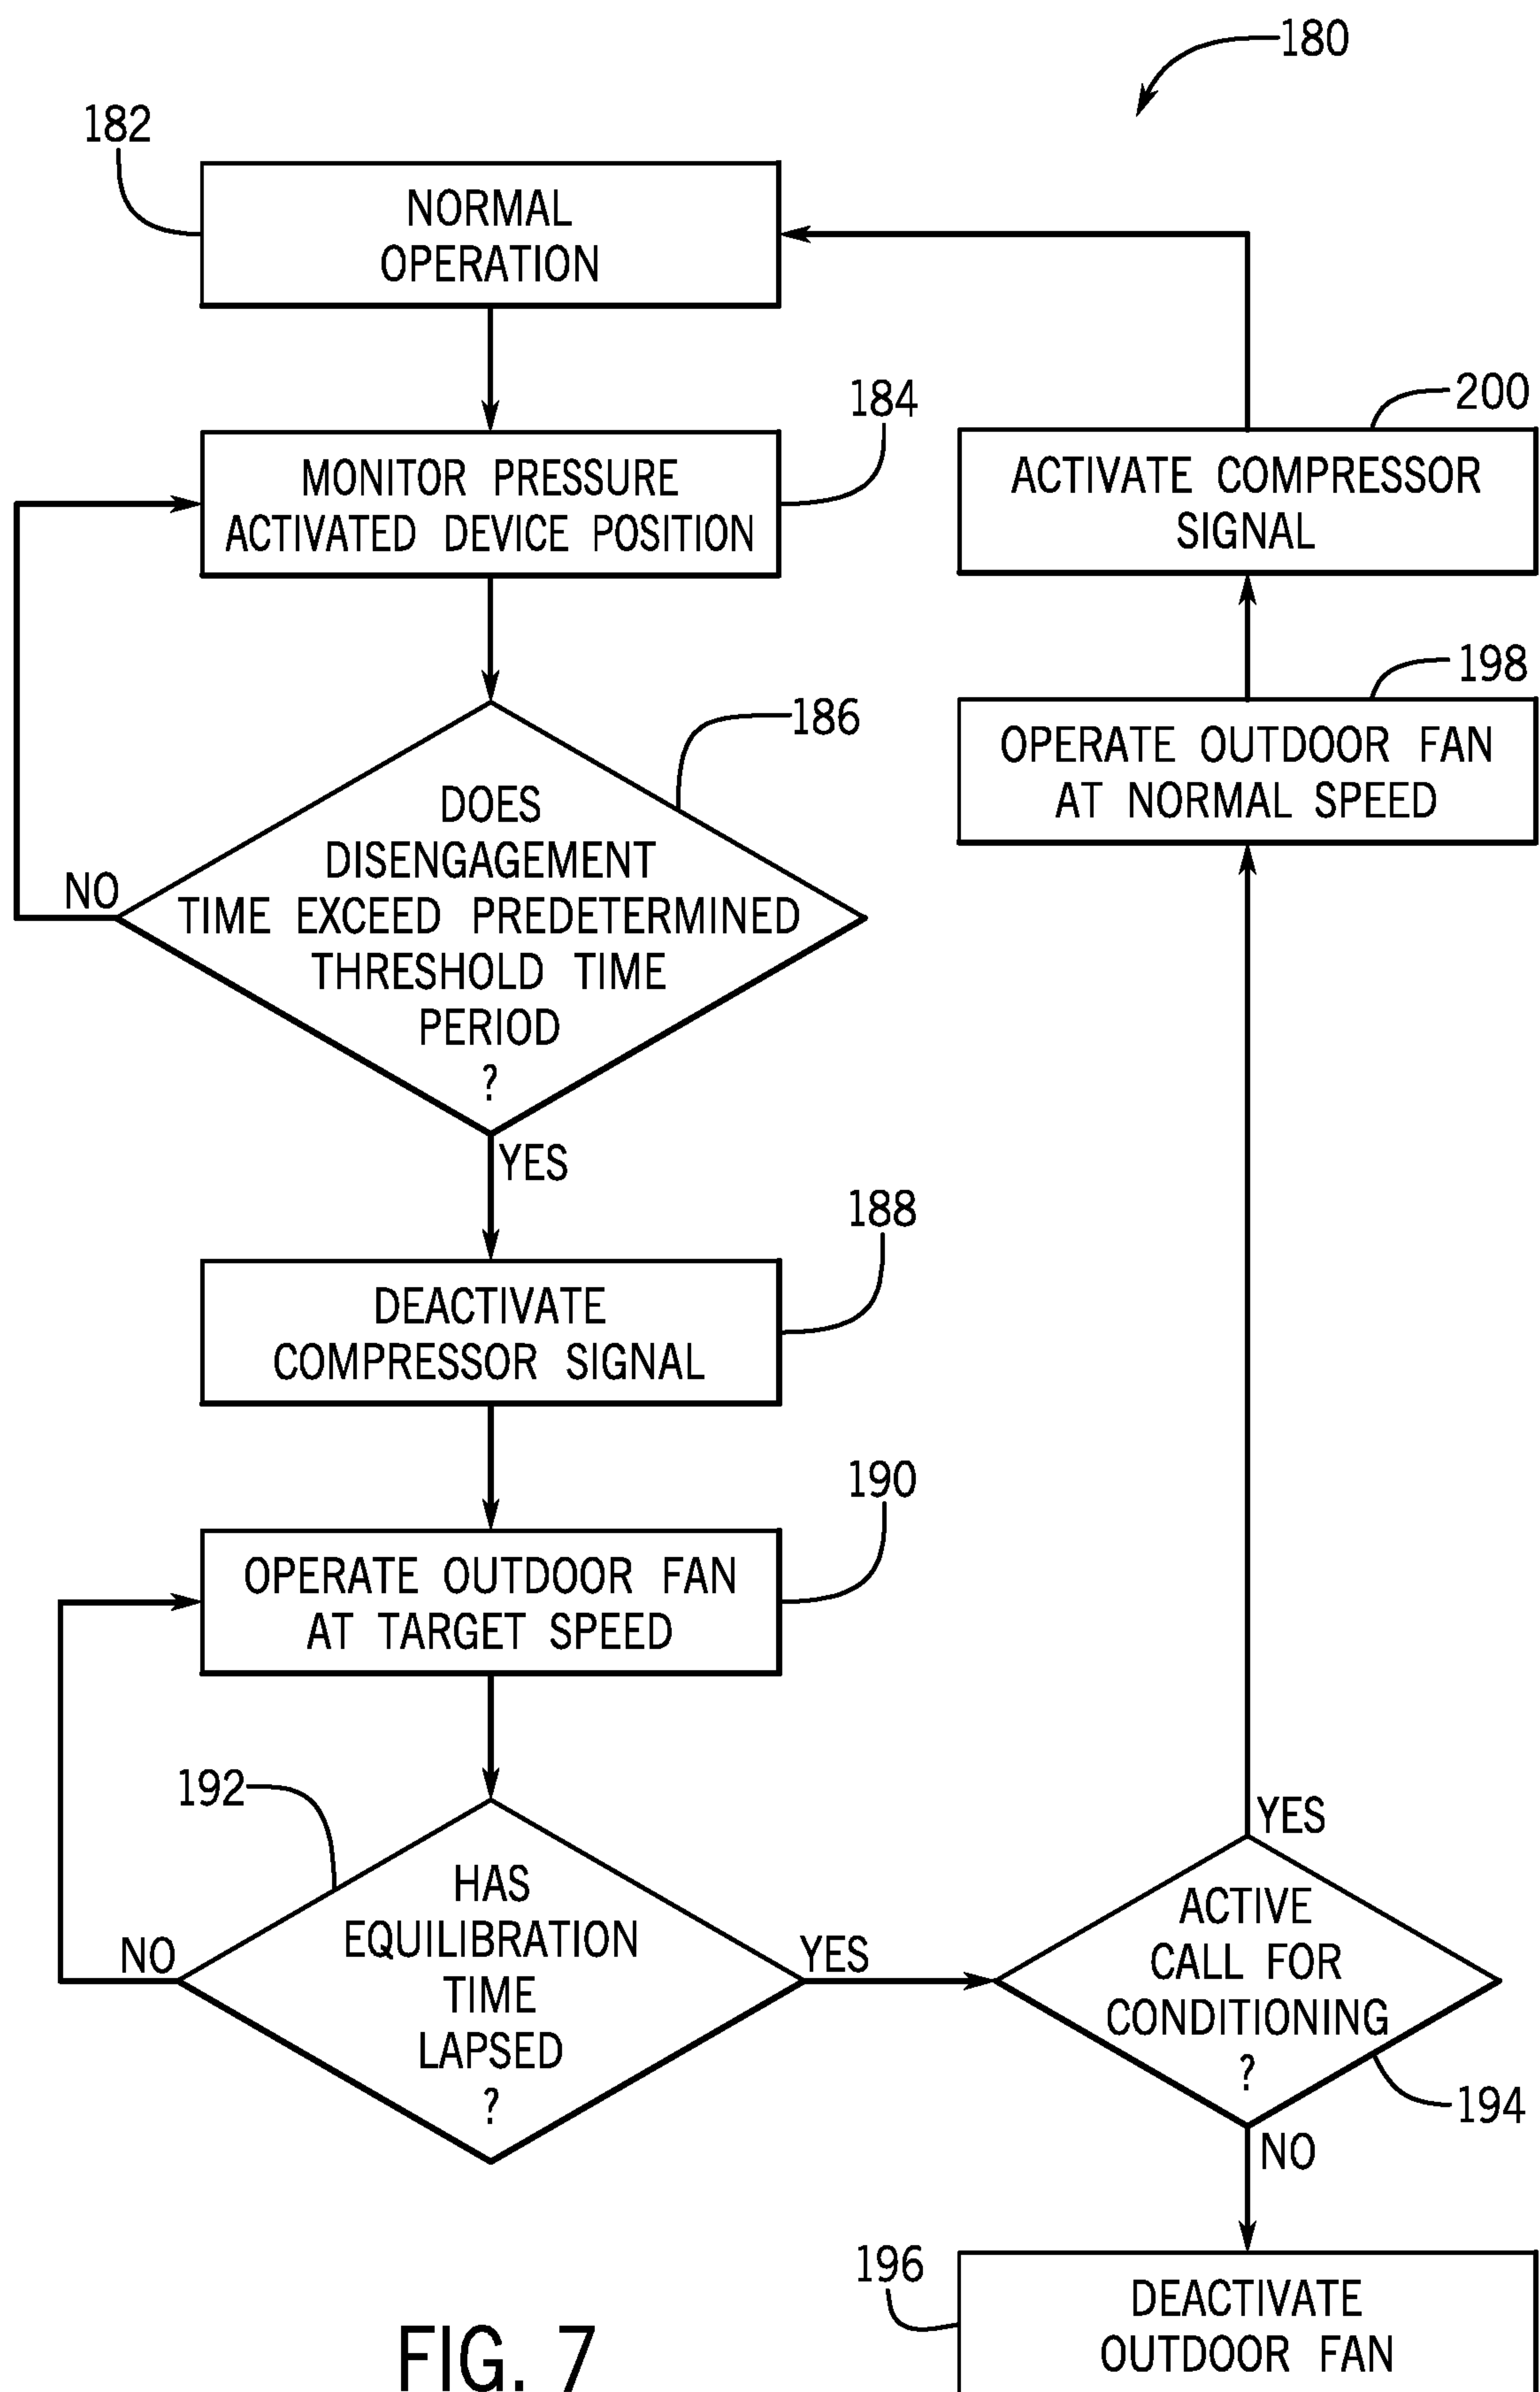 180
182
NORMAL
OPERATION
184
MONITOR PRESSURE
ACTIVATED DEVICE POSITION
200
ACTIVATE COMPRESSOR
SIGNAL
198
OPERATE OUTDOOR FAN
AT NORMAL SPEED
186
DOES
DISENGAGEMENT
TIME EXCEED PREDETERMINED
THRESHOLD TIME
PERIOD
?
NO
YES
188
DEACTIVATE
COMPRESSOR SIGNAL
190
OPERATE OUTDOOR FAN
AT TARGET SPEED
192
HAS
EQUILIBRATION
TIME
LAPSED
?
NO
YES
YES
ACTIVE
CALL FOR
CONDITIONING
?
194
NO
196
DEACTIVATE
OUTDOOR FAN
FIG. 7